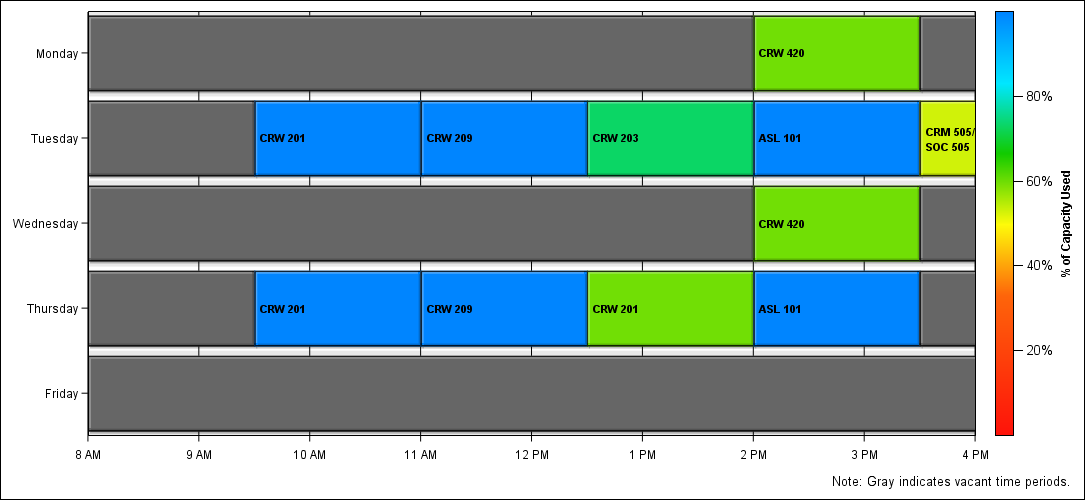 Monday
CRW 420
Tuesday
CRW 201
CRW 209
CRW 203
ASL 101
CRM 505/
SOC 505
Wednesday
CRW 420
Thursday
CRW 201
CRW 209
CRW 201
ASL 101
Friday
8 AM
9 AM
10 AM
11 AM
12 PM
1 PM
2 PM
3 PM
4 PM
80%
60%
40%
20%
% of Capacity Used
Note: Gray indicates vacant time periods.